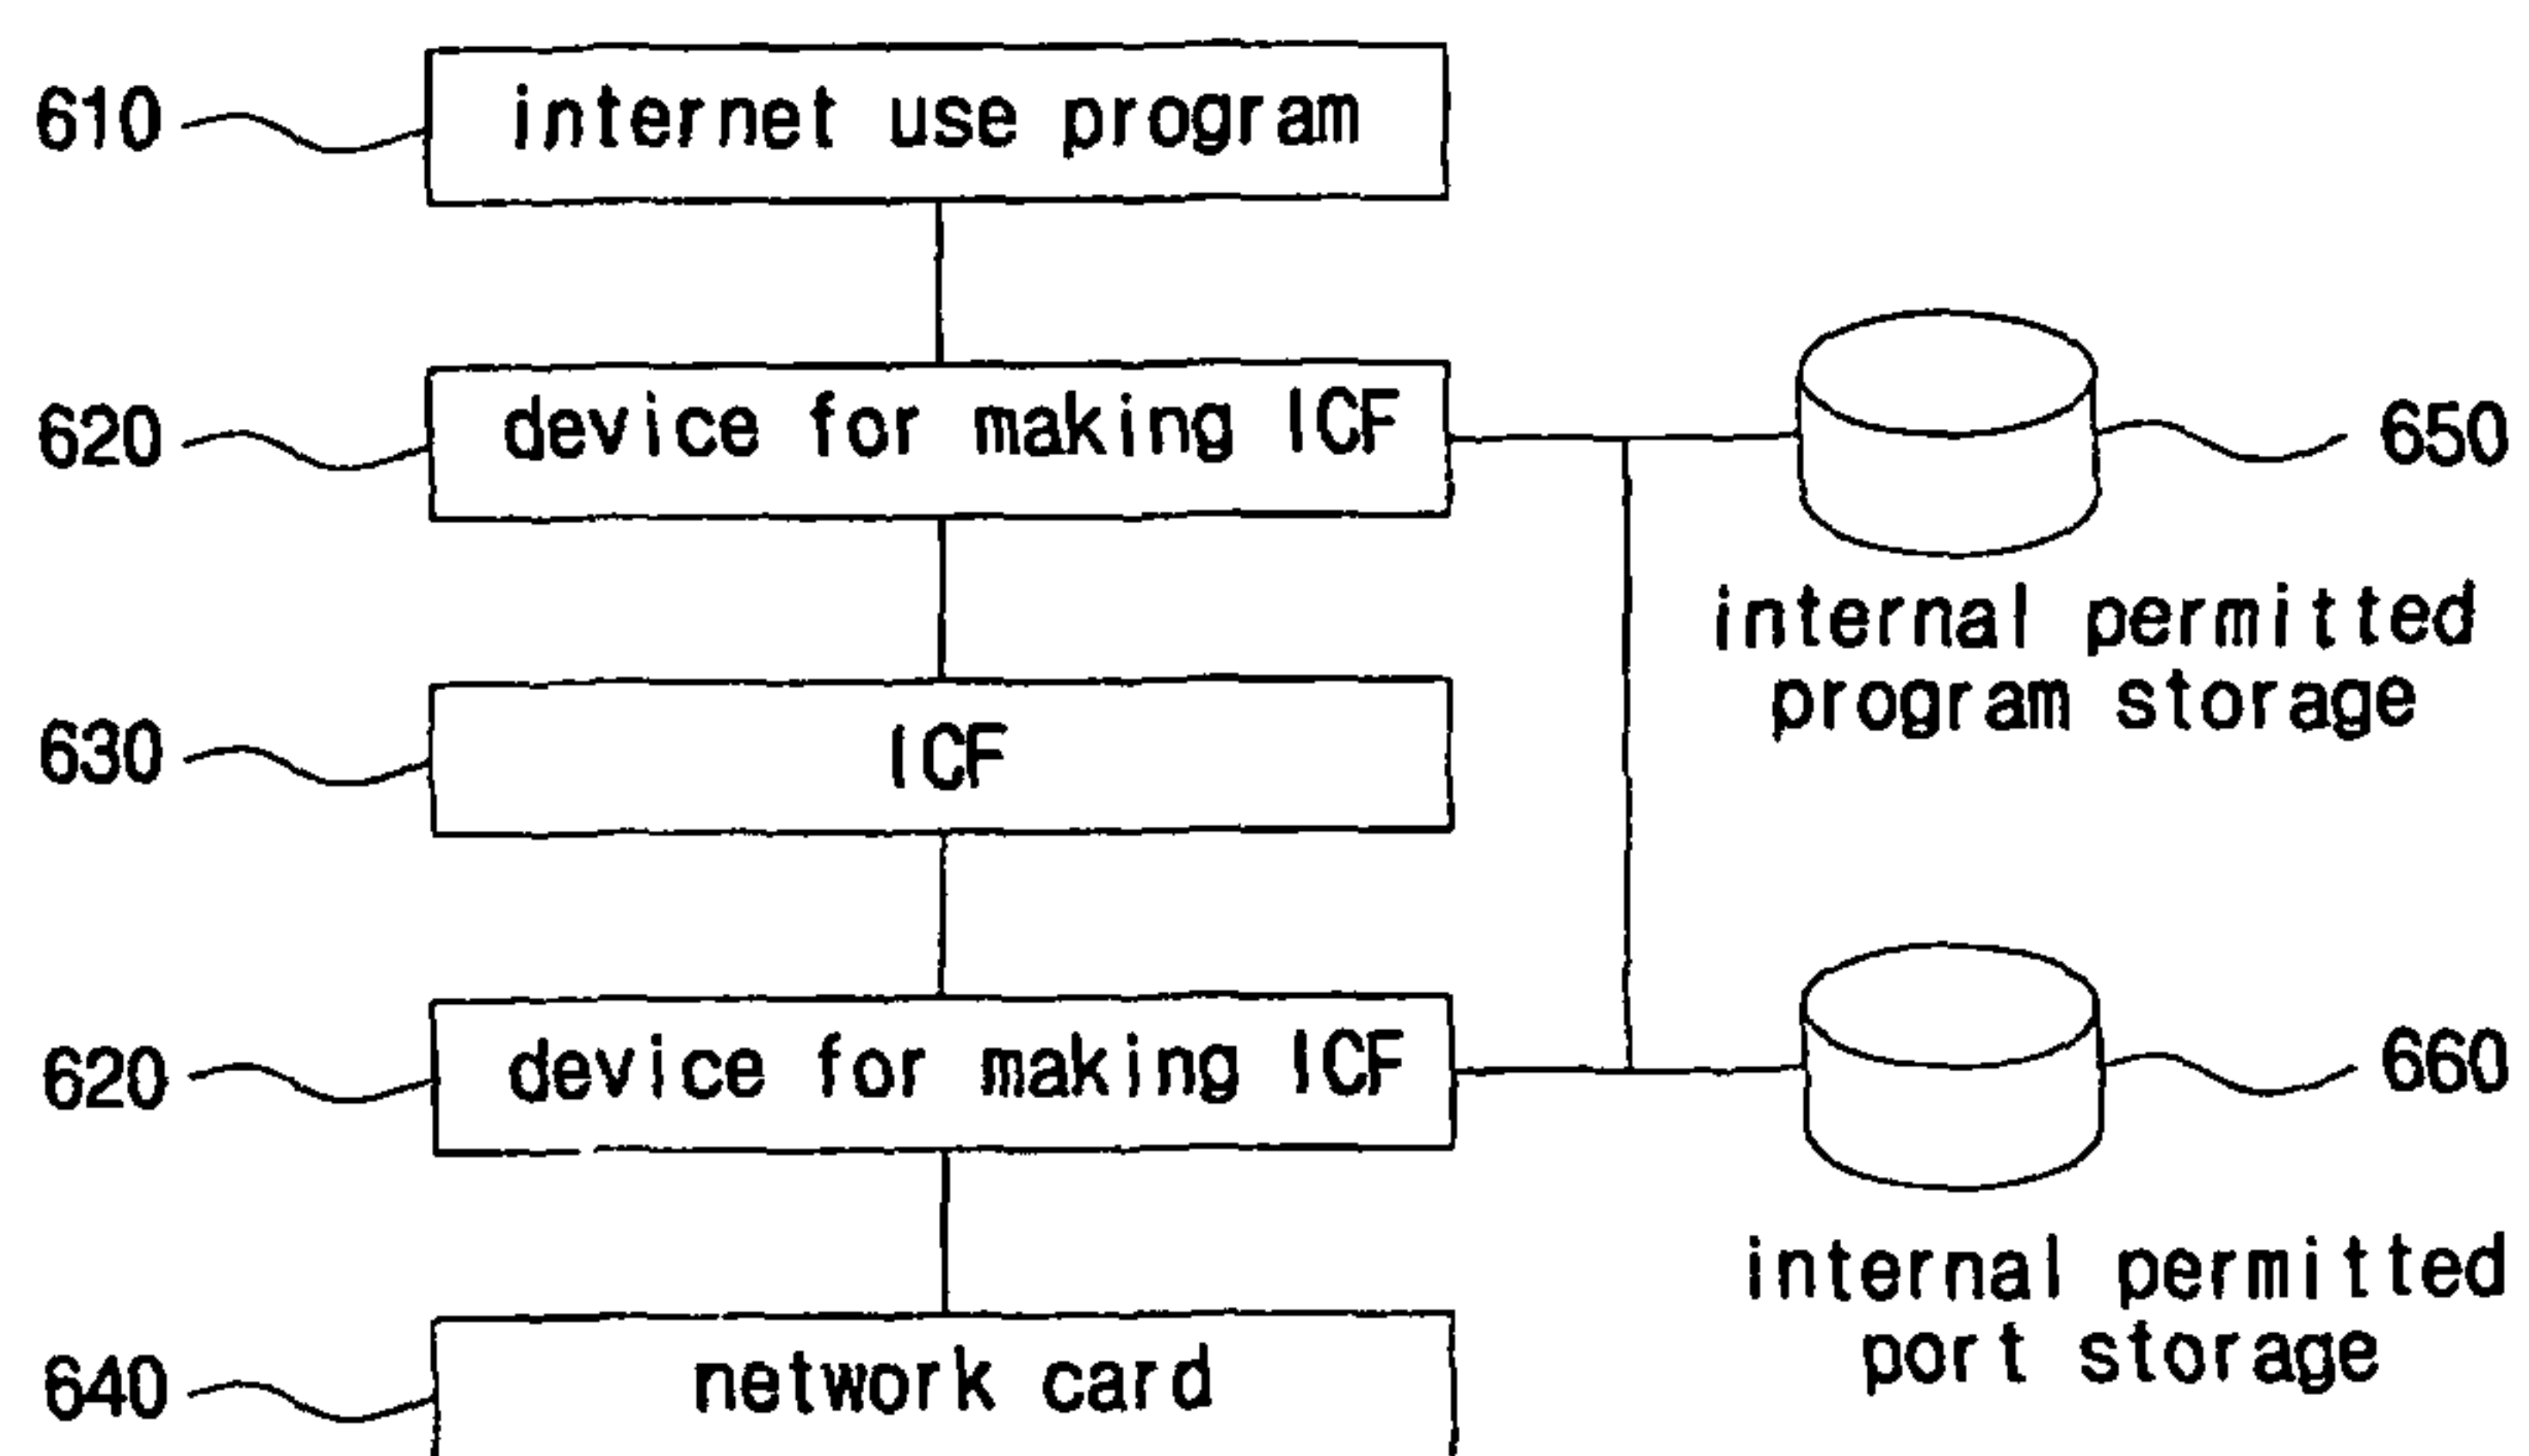 610 internet use program
620 device for making ICF
650
internal permitted
program storage
630 ICF
620 device for making ICF
660
internal permitted
port storage
640 network card